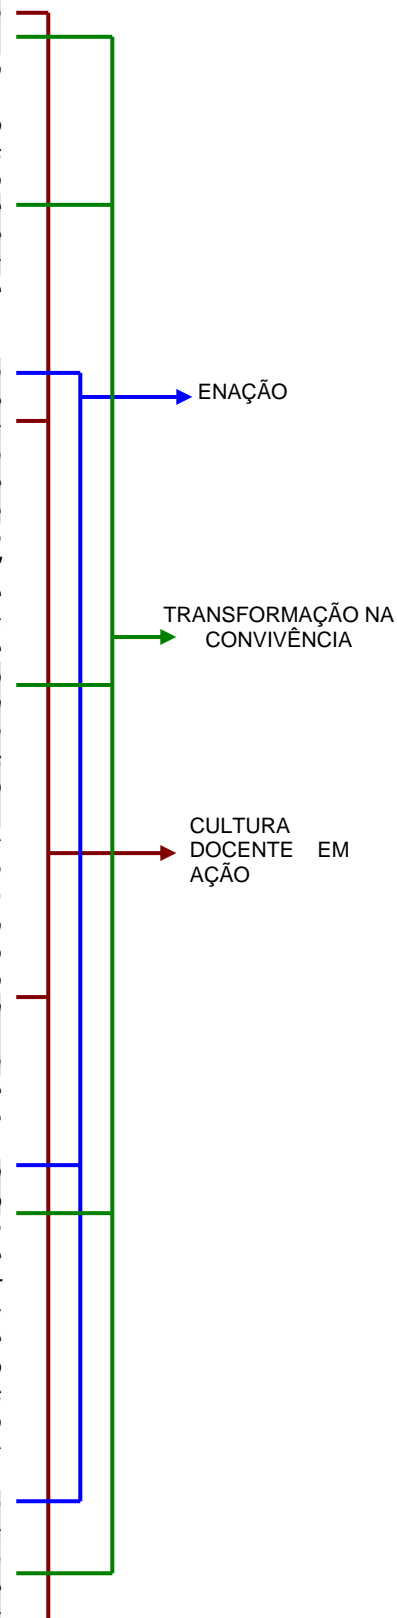 ENAÇÃO
TRANSFORMAÇÃO NA
CONVIVÊNCIA
CULTURA
DOCENTE EM
AÇÃO